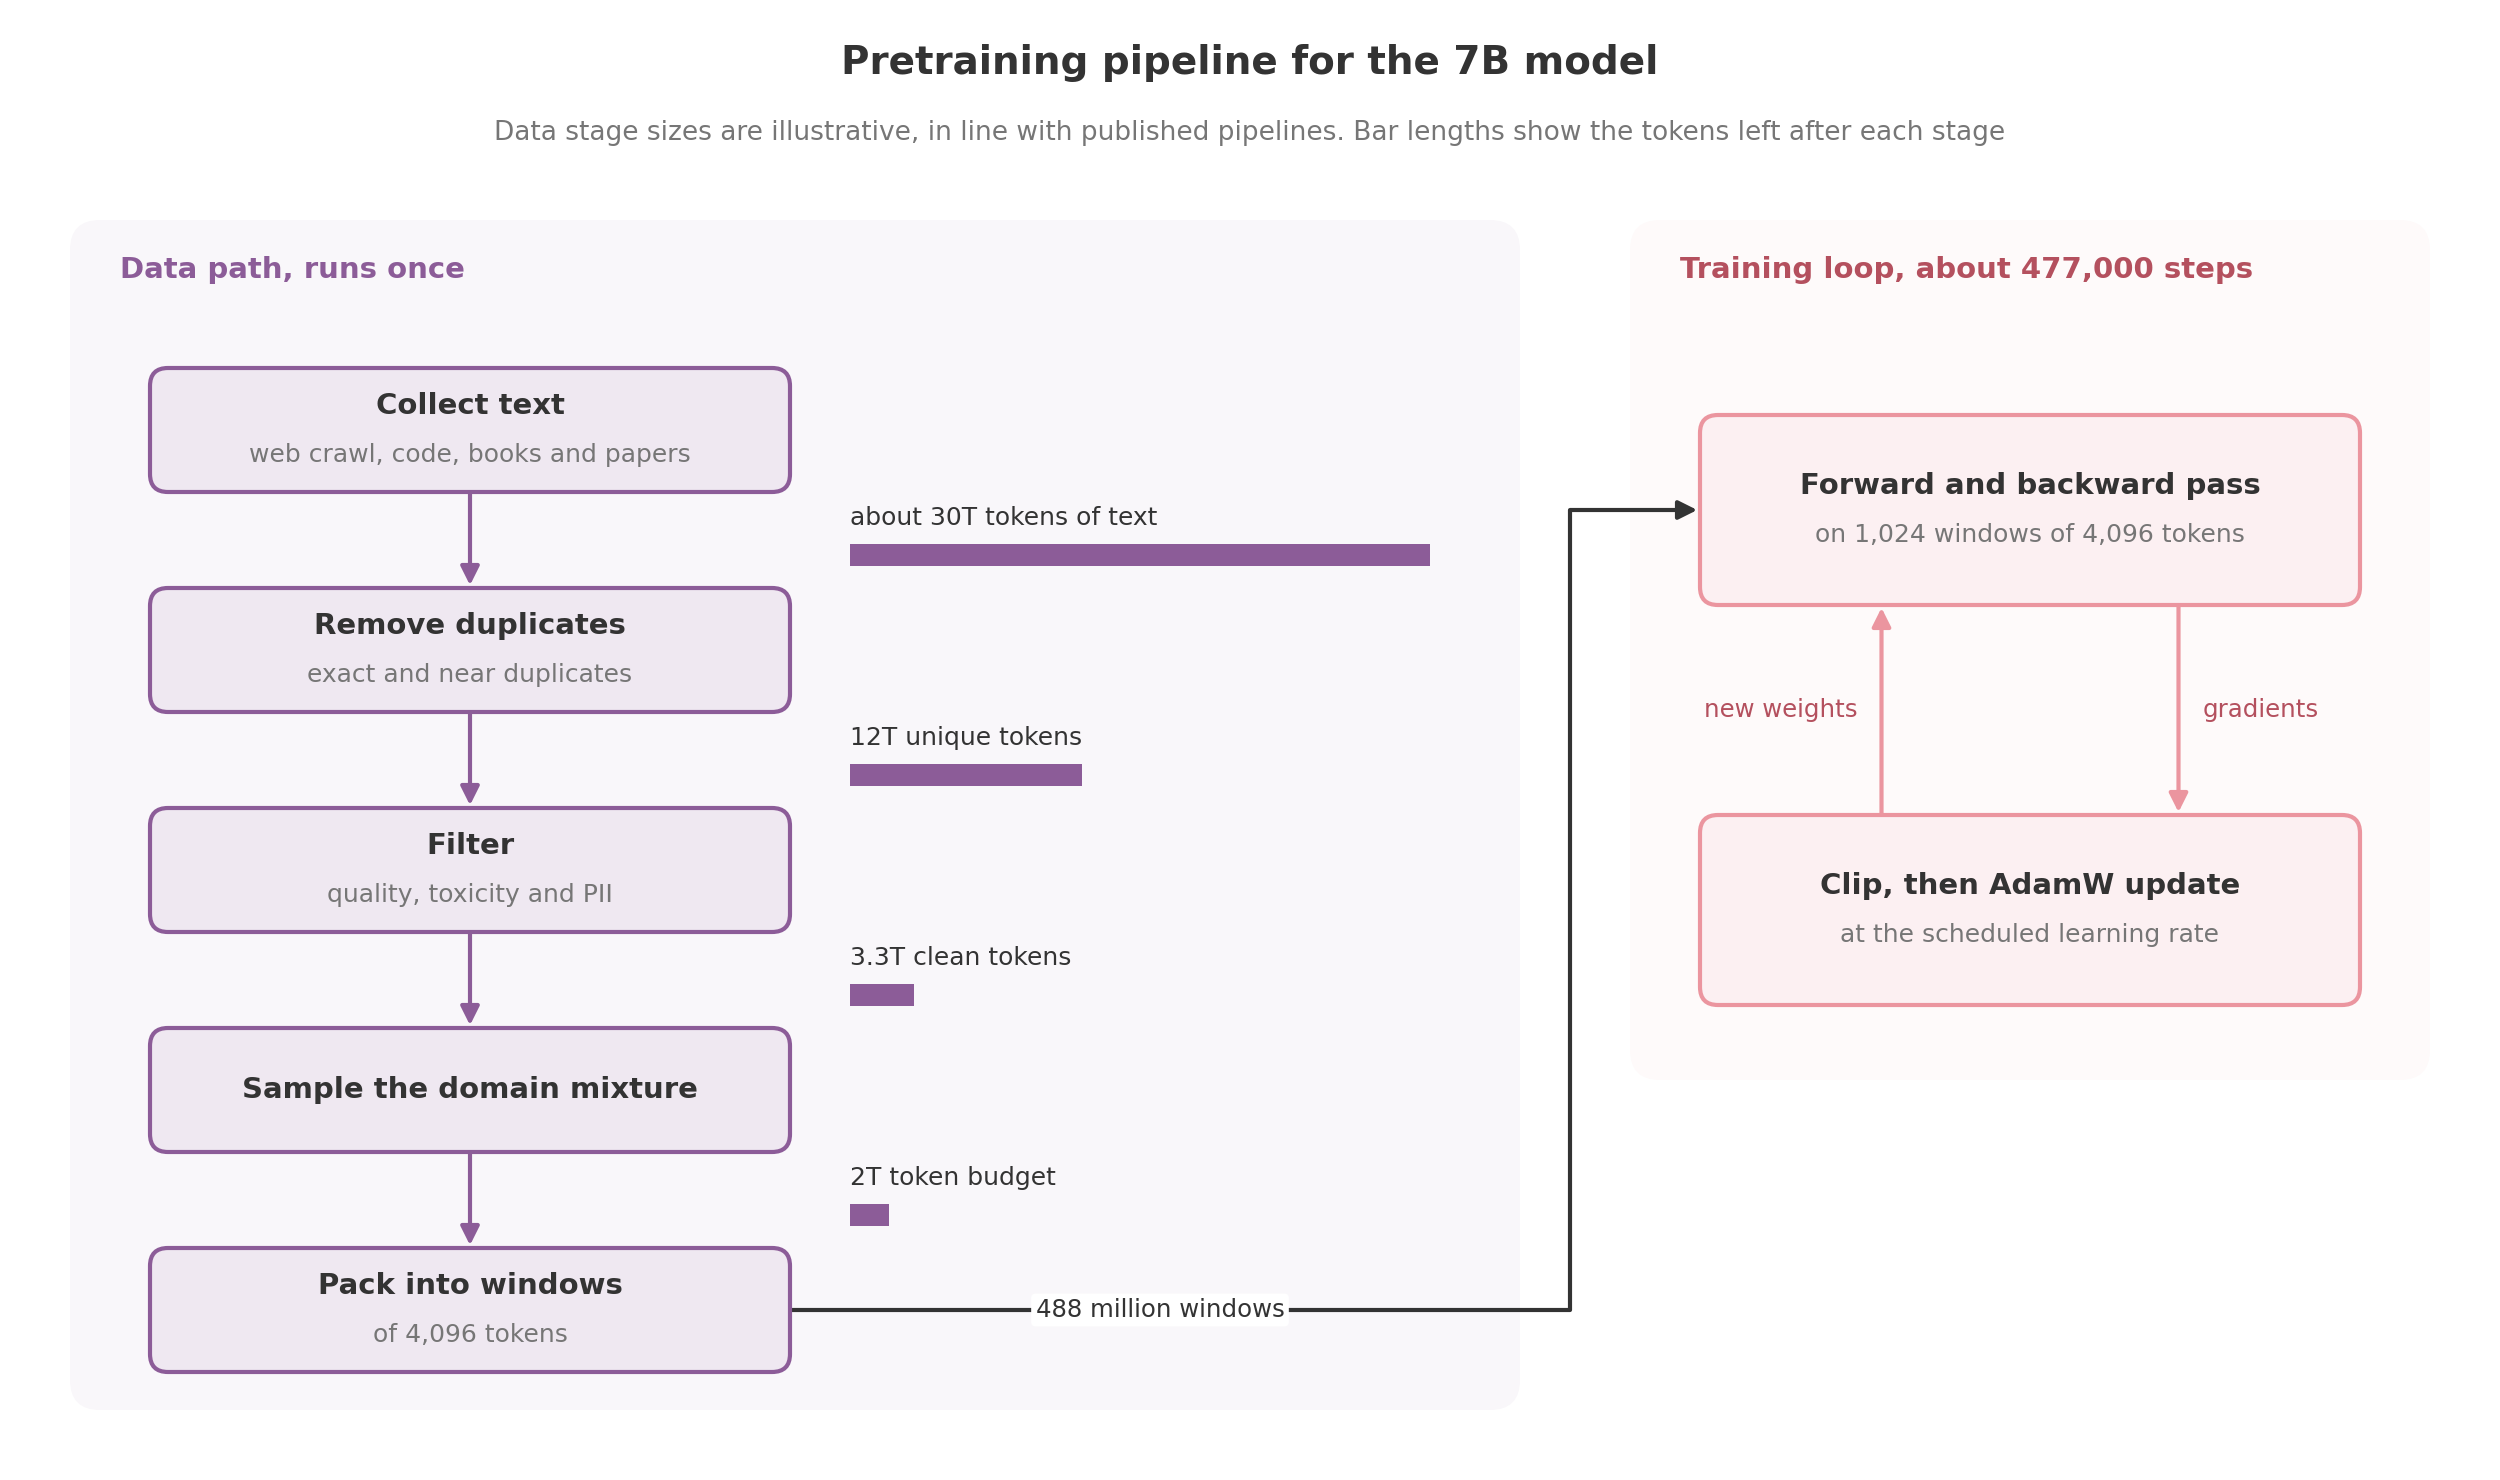 Pretraining pipeline for the 7B model
Data stage sizes are illustrative, in line with published pipelines. Bar lengths show the tokens left after each stage
Data path, runs once
Collect text
web crawl, code, books and papers
about 30T tokens of text
Remove duplicates
exact and near duplicates
12T unique tokens
Filter
quality, toxicity and PII
3.3T clean tokens
Sample the domain mixture
2T token budget
Pack into windows
of 4,096 tokens
488 million windows
Training loop, about 477,000 steps
Forward and backward pass
on 1,024 windows of 4,096 tokens
new weights
gradients
Clip, then AdamW update
at the scheduled learning rate